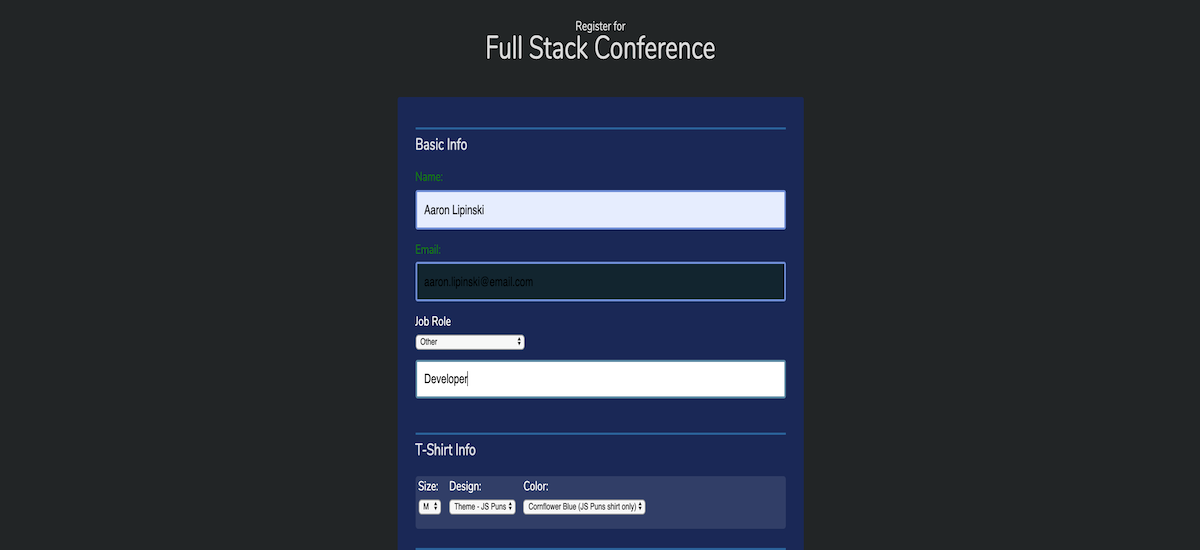 Register for
Full Stack Conference
Basic Info
Name:
Aaron Lipinski
Email:
aaron.lipinski@email.com
Job Role
Other
Developer
T-Shirt Info
Size: Design: Color:
M Theme - JS Puns Cornflower Blue (JS Puns shirt only)